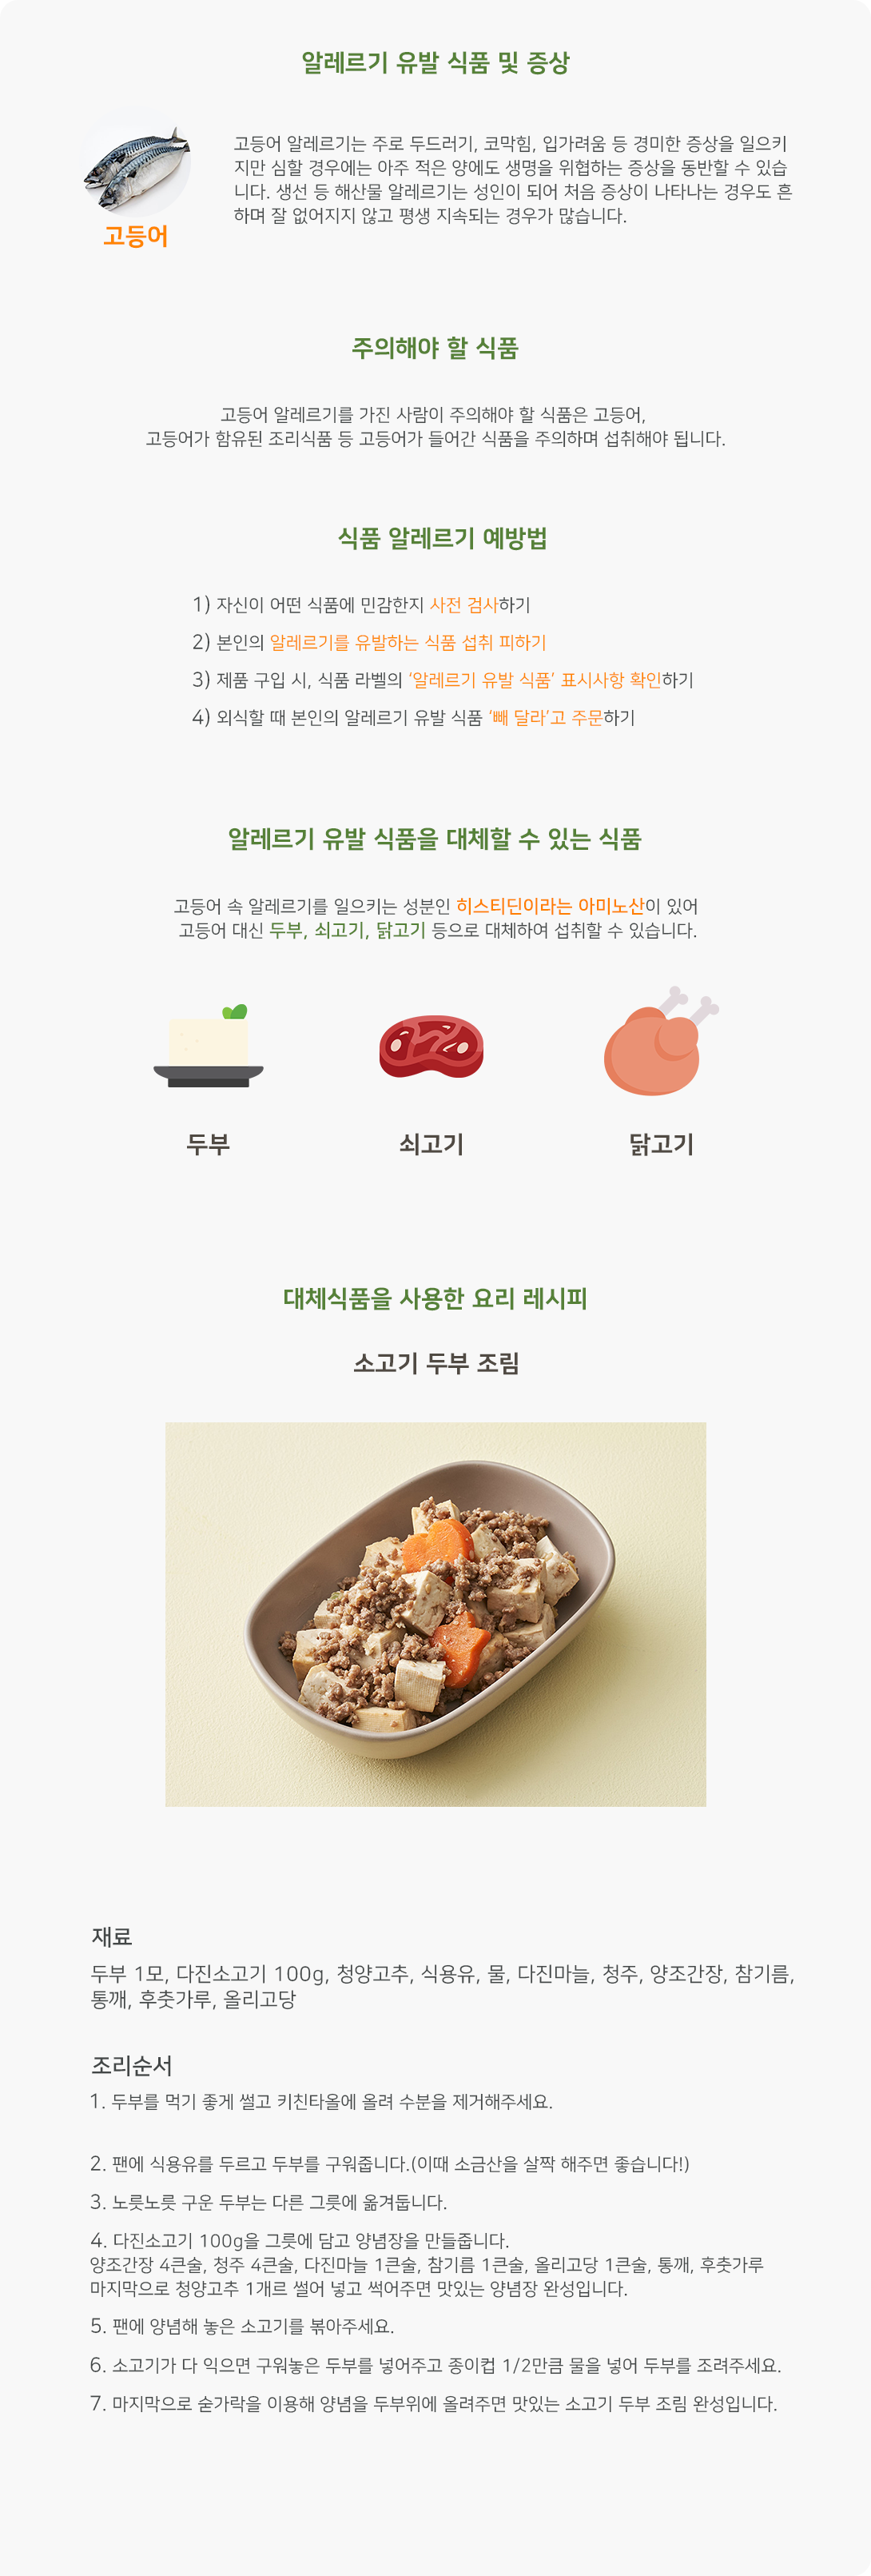 알레르기 유발 식품 및 증상
고등어 알레르기는 주로 두드러기, 코막힘, 입가려움 등 경미한 증상을 일으키
지만 심할 경우에는 아주 적은 양에도 생명을 위협하는 증상을 동반할 수 있습
니다. 생선 등 해산물 알레르기는 성인이 되어 처음 증상이 나타나는 경우도 흔
하며 잘 없어지지 않고 평생 지속되는 경우가 많습니다.
고등어
주의해야 할 식품
고등어 알레르기를 가진 사람이 주의해야 할 식품은 고등어,
고등어가 함유된 조리식품 등 고등어가 들어간 식품을 주의하며 섭취해야 됩니다.
식품 알레르기 예방법
1) 자신이 어떤 식품에 민감한지 사전 검사하기
2) 본인의 알레르기를 유발하는 식품 섭취 피하기
3) 제품 구입 시, 식품 라벨의 ‘알레르기 유발 식품’ 표시사항 확인하기
4) 외식할 때 본인의 알레르기 유발 식품 ‘빼 달라’고 주문하기
알레르기 유발 식품을 대체할 수 있는 식품
고등어 속 알레르기를 일으키는 성분인 히스티딘이라는 아미노산이 있어
고등어 대신 두부, 쇠고기, 닭고기 등으로 대체하여 섭취할 수 있습니다.
두부
쇠고기
닭고기
대체식품을 사용한 요리 레시피
소고기 두부 조림
재료
두부 1모, 다진소고기 100g, 청양고추, 식용유, 물, 다진마늘, 청주, 양조간장, 참기름,
통깨, 후춧가루, 올리고당
조리순서
1. 두부를 먹기 좋게 썰고 키친타올에 올려 수분을 제거해주세요.
2. 팬에 식용유를 두르고 두부를 구워줍니다.(이때 소금산을 살짝 해주면 좋습니다!)
3. 노릇노릇 구운 두부는 다른 그릇에 옮겨둡니다.
4. 다진소고기 100g을 그릇에 담고 양념장을 만들줍니다.
양조간장 4큰술, 청주 4큰술, 다진마늘 1큰술, 참기름 1큰술, 올리고당 1큰술, 통깨, 후춧가루
마지막으로 청양고추 1개르 썰어 넣고 썩어주면 맛있는 양념장 완성입니다.
5. 팬에 양념해 놓은 소고기를 볶아주세요.
6. 소고기가 다 익으면 구워놓은 두부를 넣어주고 종이컵 1/2만큼 물을 넣어 두부를 조려주세요.
7. 마지막으로 숟가락을 이용해 양념을 두부위에 올려주면 맛있는 소고기 두부 조림 완성입니다.